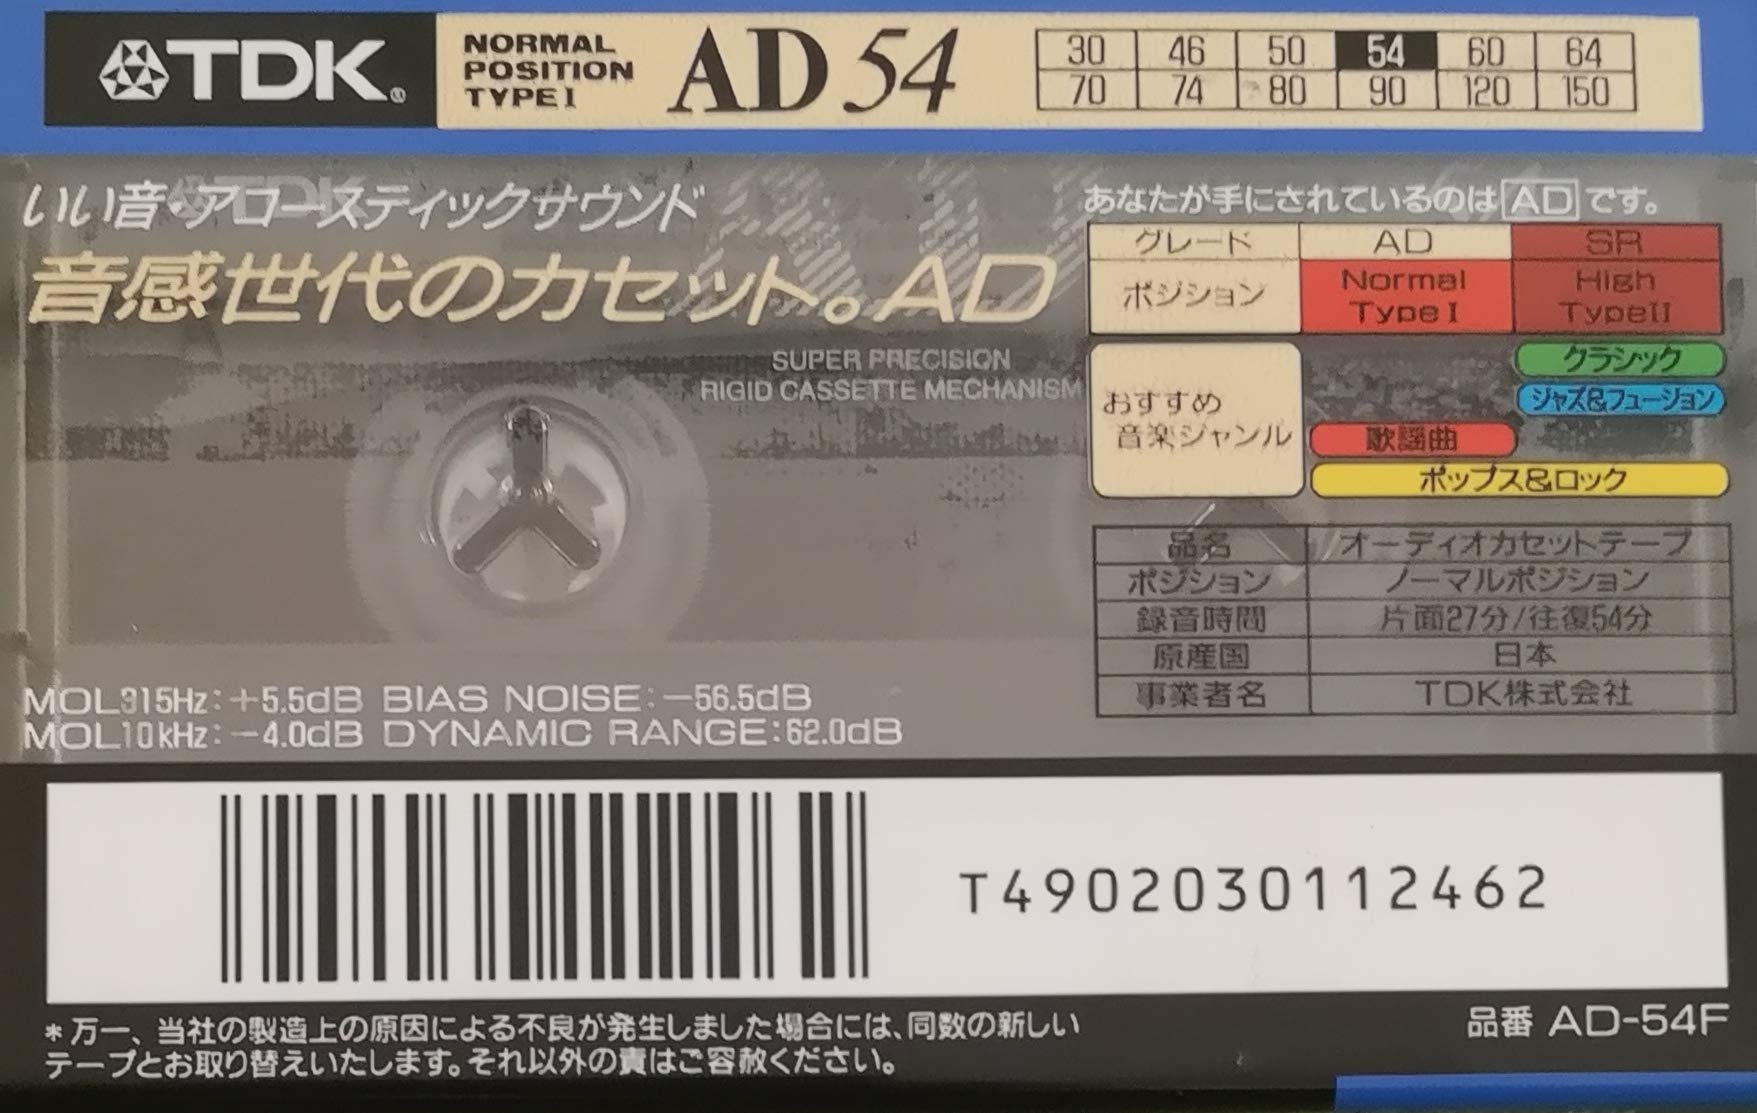 TDK®
NORMAL
POSITION
TYPE I
AD 54
30 46 50 54 60 64
70 74 80 90 120 150
いい音・アコースティックサウンド
音感世代のカセット。AD
SUPER PRECISION
RIGID CASSETTE MECHANISM
あなたが手にされているのは AD です。
グレード AD SR
ポジション Normal Type I High Type II
おすすめ
音楽ジャンル
クラシック
ジャズ&フュージョン
歌謡曲
ポップス&ロック
品名 オーディオカセットテープ
ポジション ノーマルポジション
録音時間 片面27分/往復54分
原産国 日本
事業者名 TDK株式会社
MOL315Hz:+5.5dB BIAS NOISE:-56.5dB
MOL10kHz:-4.0dB DYNAMIC RANGE:62.0dB
T4902030112462
*万一、当社の製造上の原因による不良が発生しました場合には、同数の新しい
テープとお取り替えいたします。それ以外の責はご容赦ください。
品番 AD-54F